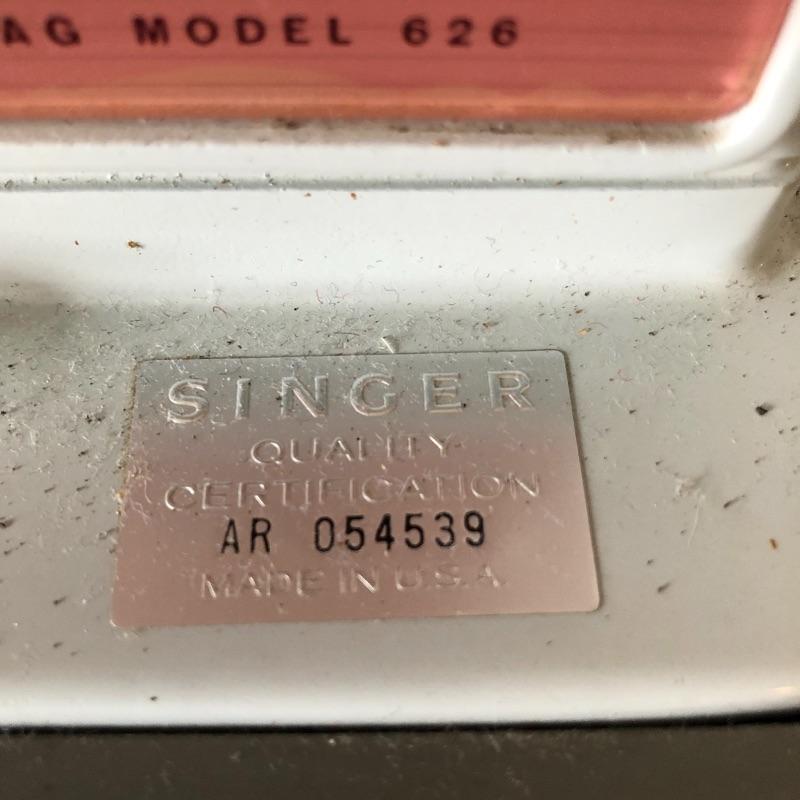 AG MODEL 626
SINGER
QUALITY
CERTIFICATION
AR 054539
MADE IN U.S.A.